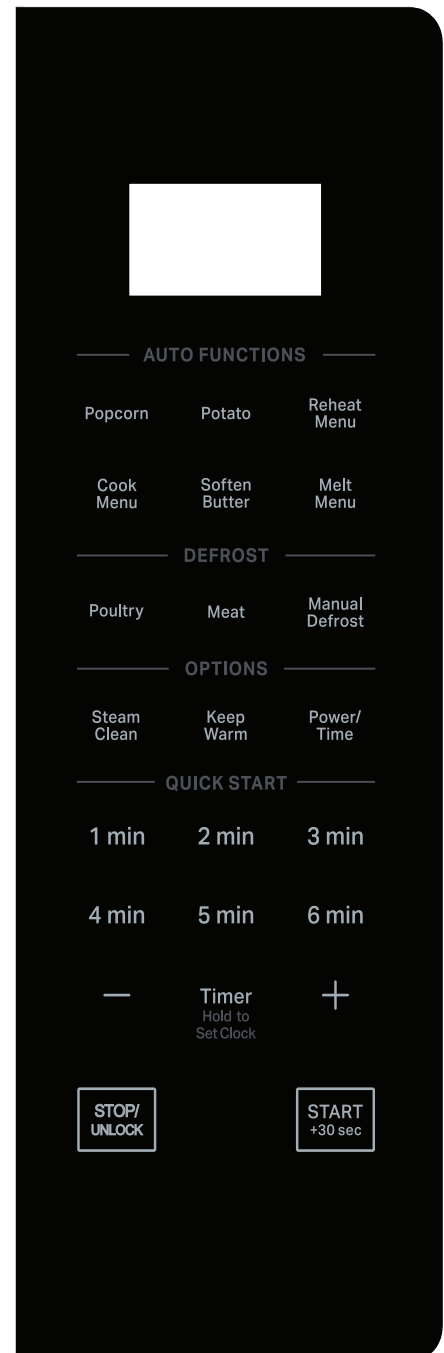 AUTO FUNCTIONS
Popcorn Potato Reheat
Menu
Cook Soften Melt
Menu Butter Menu
DEFROST
Poultry Meat Manual
Defrost
OPTIONS
Steam Keep Power/
Clean Warm Time
QUICK START
1 min 2 min 3 min
4 min 5 min 6 min
— Timer +
Hold to
Set Clock
STOP/ START
UNLOCK +30 sec